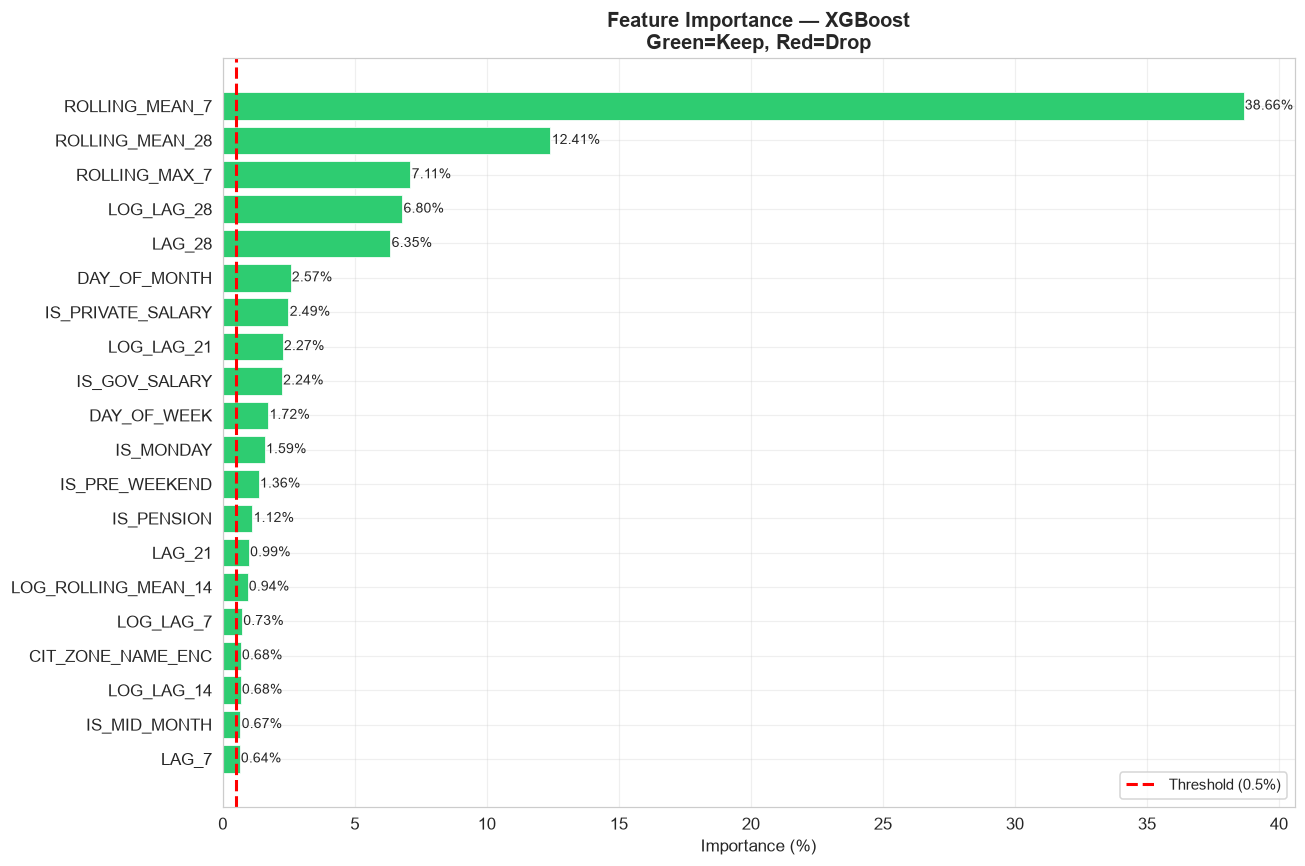 Feature Importance — XGBoost
Green=Keep, Red=Drop
ROLLING_MEAN_7 38.66%
ROLLING_MEAN_28 12.41%
ROLLING_MAX_7 7.11%
LOG_LAG_28 6.80%
LAG_28 6.35%
DAY_OF_MONTH 2.57%
IS_PRIVATE_SALARY 2.49%
LOG_LAG_21 2.27%
IS_GOV_SALARY 2.24%
DAY_OF_WEEK 1.72%
IS_MONDAY 1.59%
IS_PRE_WEEKEND 1.36%
IS_PENSION 1.12%
LAG_21 0.99%
LOG_ROLLING_MEAN_14 0.94%
LOG_LAG_7 0.73%
CIT_ZONE_NAME_ENC 0.68%
LOG_LAG_14 0.68%
IS_MID_MONTH 0.67%
LAG_7 0.64%
Threshold (0.5%)
0 5 10 15 20 25 30 35 40
Importance (%)